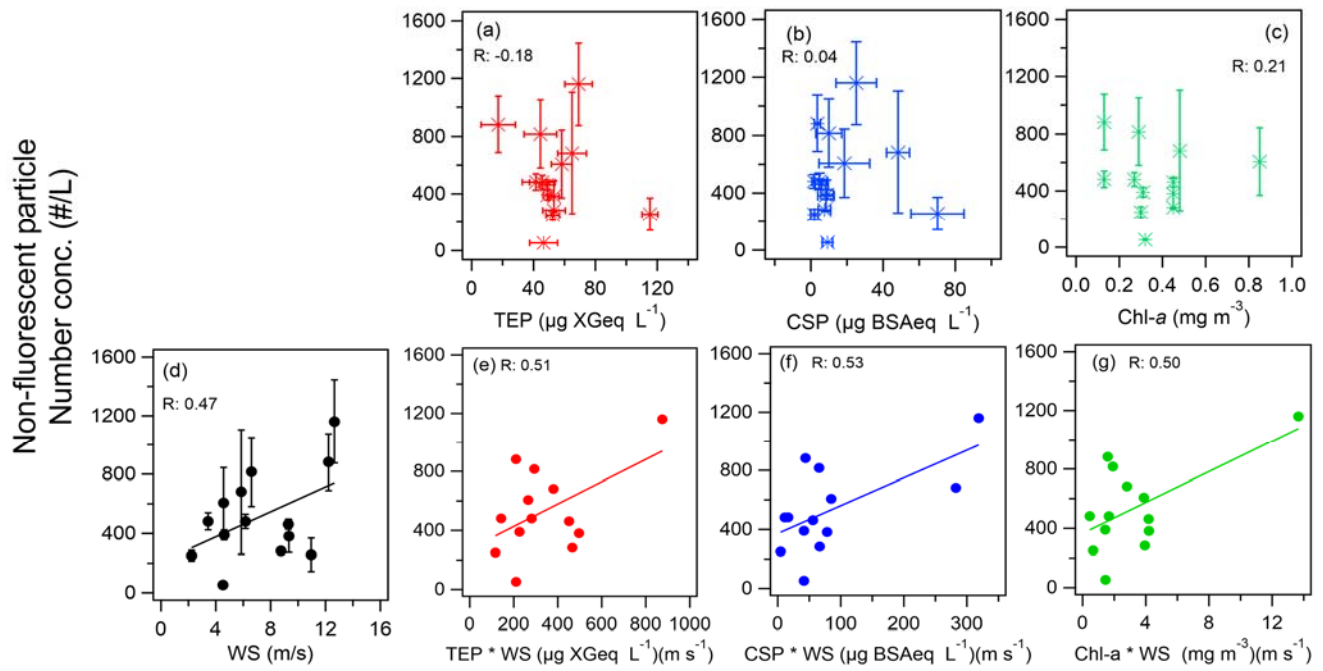 Non-fluorescent particle
Number conc. (#/L)
1600
1200
800
400
0
(a)
R: -0.18
0 40 80 120
TEP (µg XGeq L⁻¹)
1600
1200
800
400
0
(b)
R: 0.04
0 40 80
CSP (µg BSAeq L⁻¹)
1600
1200
800
400
0
(c)
R: 0.21
0.0 0.2 0.4 0.6 0.8 1.0
Chl-a (mg m⁻³)
1600
1200
800
400
0
(d)
R: 0.47
0 4 8 12 16
WS (m/s)
1600
1200
800
400
0
(e) R: 0.51
0 200 400 600 800 1000
TEP * WS (µg XGeq L⁻¹)(m s⁻¹)
1600
1200
800
400
0
(f) R: 0.53
0 100 200 300
CSP * WS (µg BSAeq L⁻¹)(m s⁻¹)
1600
1200
800
400
0
(g) R: 0.50
0 4 8 12
Chl-a * WS (mg m⁻³)(m s⁻¹)